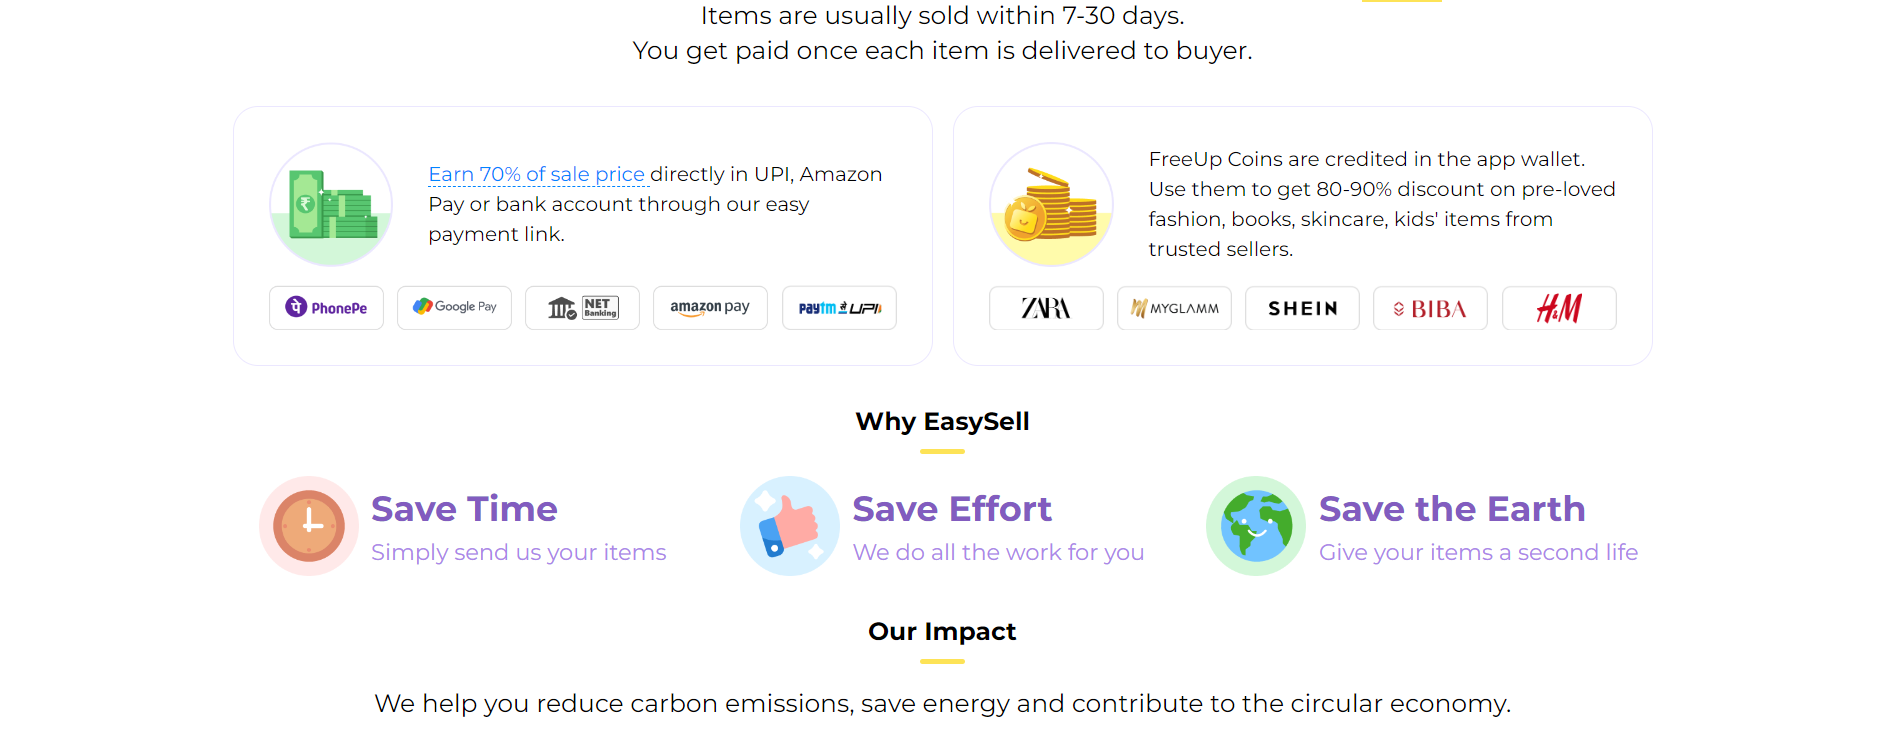 Items are usually sold within 7-30 days.
You get paid once each item is delivered to buyer.
Earn 70% of sale price directly in UPI, Amazon
Pay or bank account through our easy
payment link.
पे PhonePe
Google Pay
NET
Banking
amazon pay
paytm से UPI
FreeUp Coins are credited in the app wallet.
Use them to get 80-90% discount on pre-loved
fashion, books, skincare, kids' items from
trusted sellers.
ZARA
MYGLAMM
SHEIN
BIBA
H&M
Why EasySell
Save Time
Simply send us your items
Save Effort
We do all the work for you
Save the Earth
Give your items a second life
Our Impact
We help you reduce carbon emissions, save energy and contribute to the circular economy.